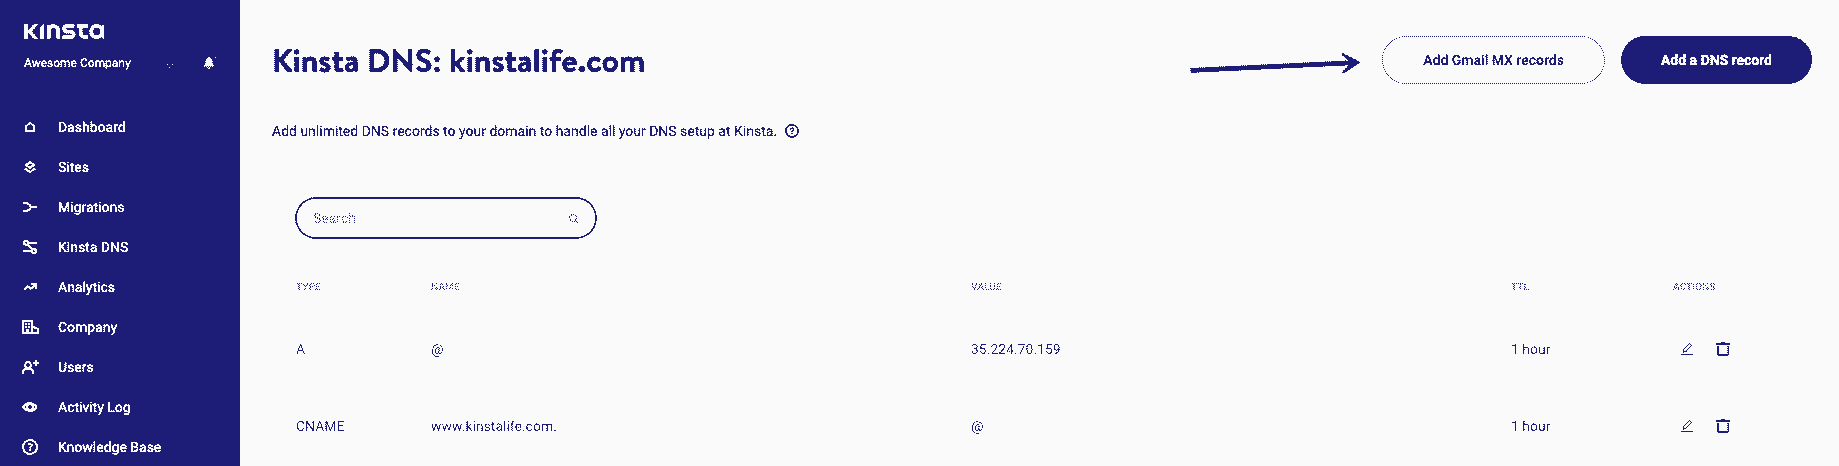 KINSTA
Awesome Company
Dashboard
Sites
Migrations
Kinsta DNS
Analytics
Company
Users
Activity Log
Knowledge Base
Kinsta DNS: kinstalife.com
Add Gmail MX records
Add a DNS record
Add unlimited DNS records to your domain to handle all your DNS setup at Kinsta. ?
Search
TYPE NAME VALUE TTL ACTIONS
A @ 35.224.70.159 1 hour
CNAME www.kinstalife.com. @ 1 hour